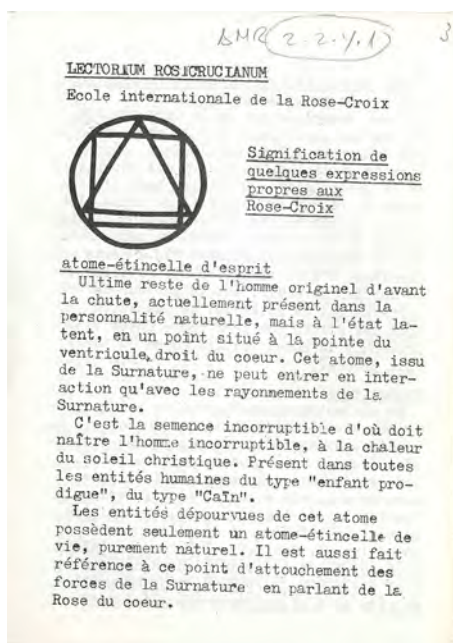 DMR 2.2.4.1) 3
LECTORIUM ROSICRUCIANUM
Ecole internationale de la Rose-Croix
Signification de
quelques expressions
propres aux
Rose-Croix
atome-étincelle d'esprit
Ultime reste de l'homme originel d'avant
la chute, actuellement présent dans la
personnalité naturelle, mais à l'état la-
tent, en un point situé à la pointe du
ventricule droit du coeur. Cet atome, issu
de la Surnature, ne peut entrer en inter-
action qu'avec les rayonnements de la
Surnature.
C'est la semence incorruptible d'où doit
naître l'homme incorruptible, à la chaleur
du soleil christique. Présent dans toutes
les entités humaines du type "enfant pro-
digue", du type "Caïn".
Les entités dépourvues de cet atome
possèdent seulement un atome-étincelle de
vie, purement naturel. Il est aussi fait
référence à ce point d'attouchement des
forces de la Surnature en parlant de la
Rose du coeur.